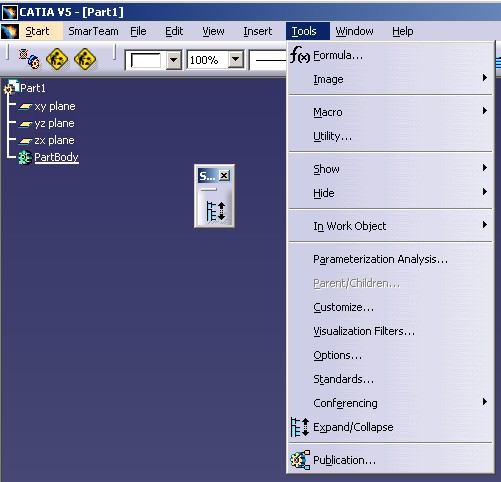 CATIA V5 - [Part1]
Start SmarTeam File Edit View Insert Tools Window Help
100%
f(x) Formula...
Image
Part1
xy plane
yz plane
zx plane
PartBody
S...
Macro
Utility...
Show
Hide
In Work Object
Parameterization Analysis...
Parent/Children...
Customize...
Visualization Filters...
Options...
Standards...
Conferencing
Expand/Collapse
Publication...